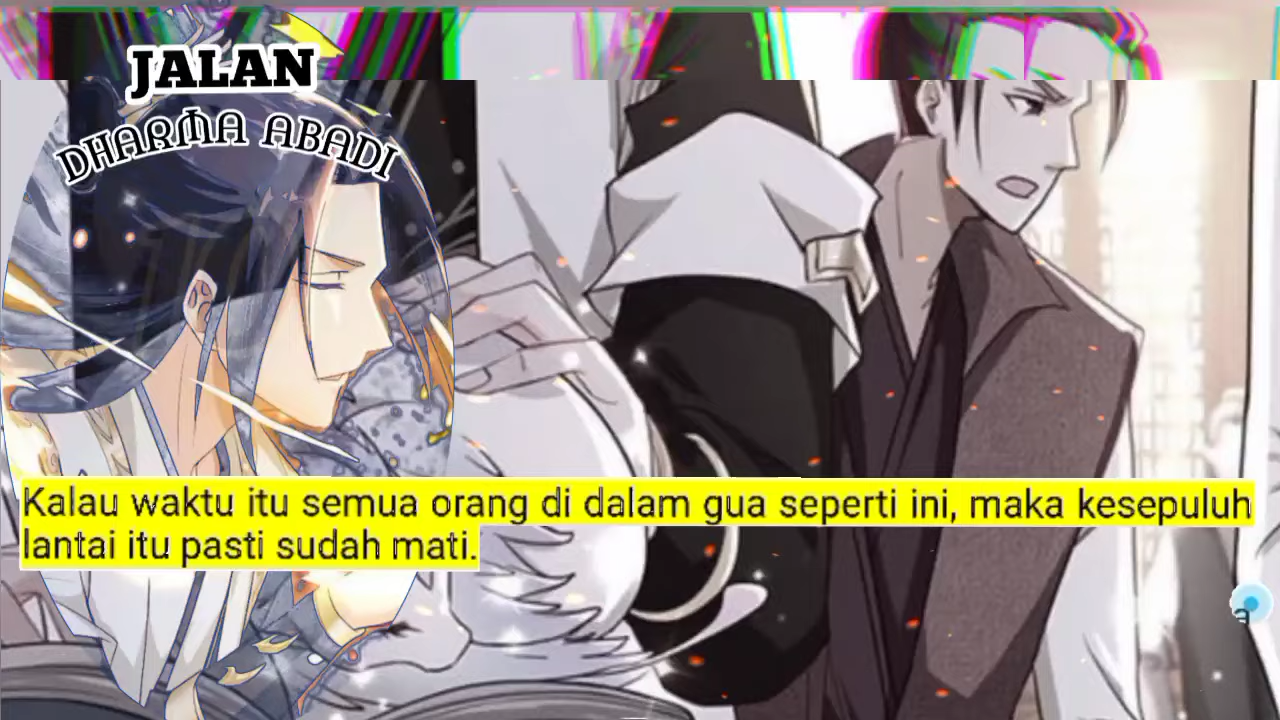 JALAN
DHARMA ABADI
Kalau waktu itu semua orang di dalam gua seperti ini, maka kesepuluh
lantai itu pasti sudah mati.
a